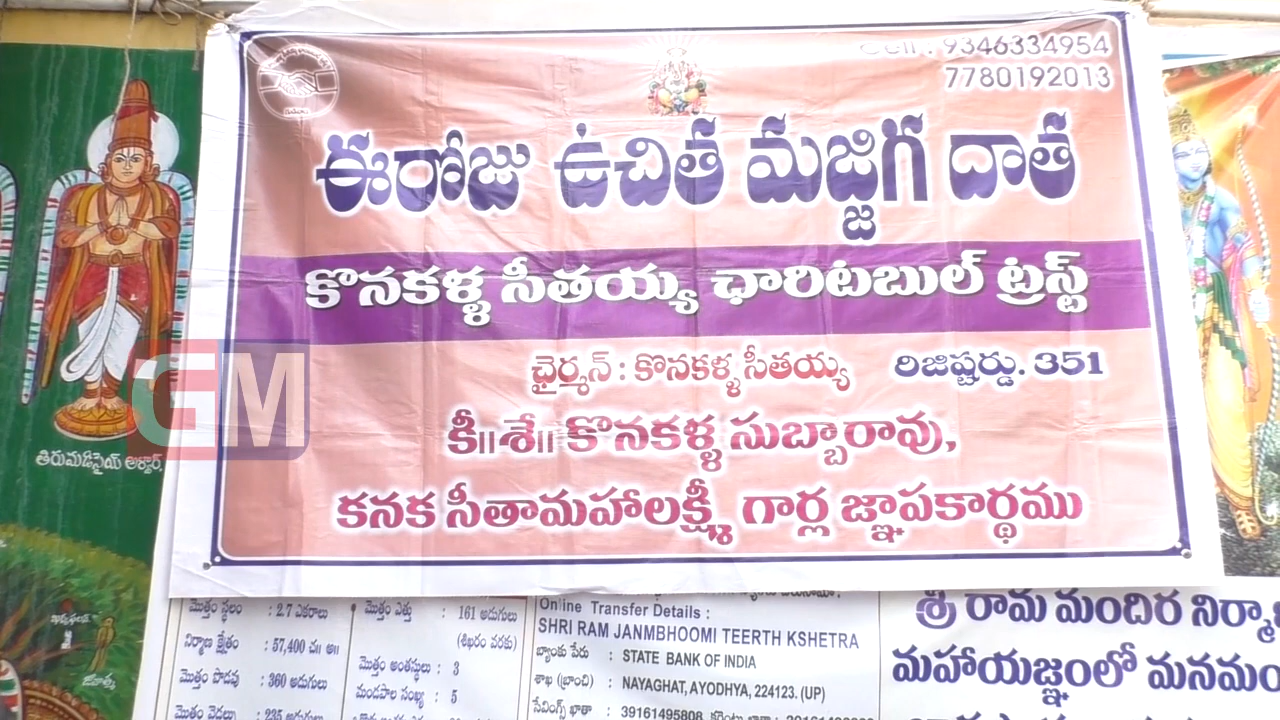 Cell : 9346334954
7780192013
ఈరోజు ఉచిత మజ్జిగ దాత
కొనకళ్ళ సీతయ్య ఛారిటబుల్ ట్రస్ట్
ఛైర్మన్ : కొనకళ్ళ సీతయ్య రిజిష్టర్డు. 351
కీ॥శే॥ కొనకళ్ళ సుబ్బారావు,
కనక సీతామహాలక్ష్మీ గార్ల జ్ఞాపకార్థము
GM
తిరుమడిసైయ్ ఆళ్వార్
మొత్తం స్థలం : 2.7 ఎకరాలు
నిర్మాణ క్షేత్రం : 57,400 చ॥ అ॥
మొత్తం పొడవు : 360 అడుగులు
మొత్తం వెడల్పు : 235 అడుగులు
మొత్తం ఎత్తు : 161 అడుగులు
(శిఖరం వరకు)
మొత్తం అంతస్తులు : 3
మండపాల సంఖ్య : 5
Online Transfer Details :
SHRI RAM JANMBHOOMI TEERTH KSHETRA
బ్యాంకు పేరు : STATE BANK OF INDIA
శాఖ (బ్రాంచి) : NAYAGHAT, AYODHYA, 224123. (UP)
సేవింగ్స్ ఖాతా : 39161495808,
శ్రీ రామ మందిర నిర్మా
మహాయజ్ఞంలో మనమం